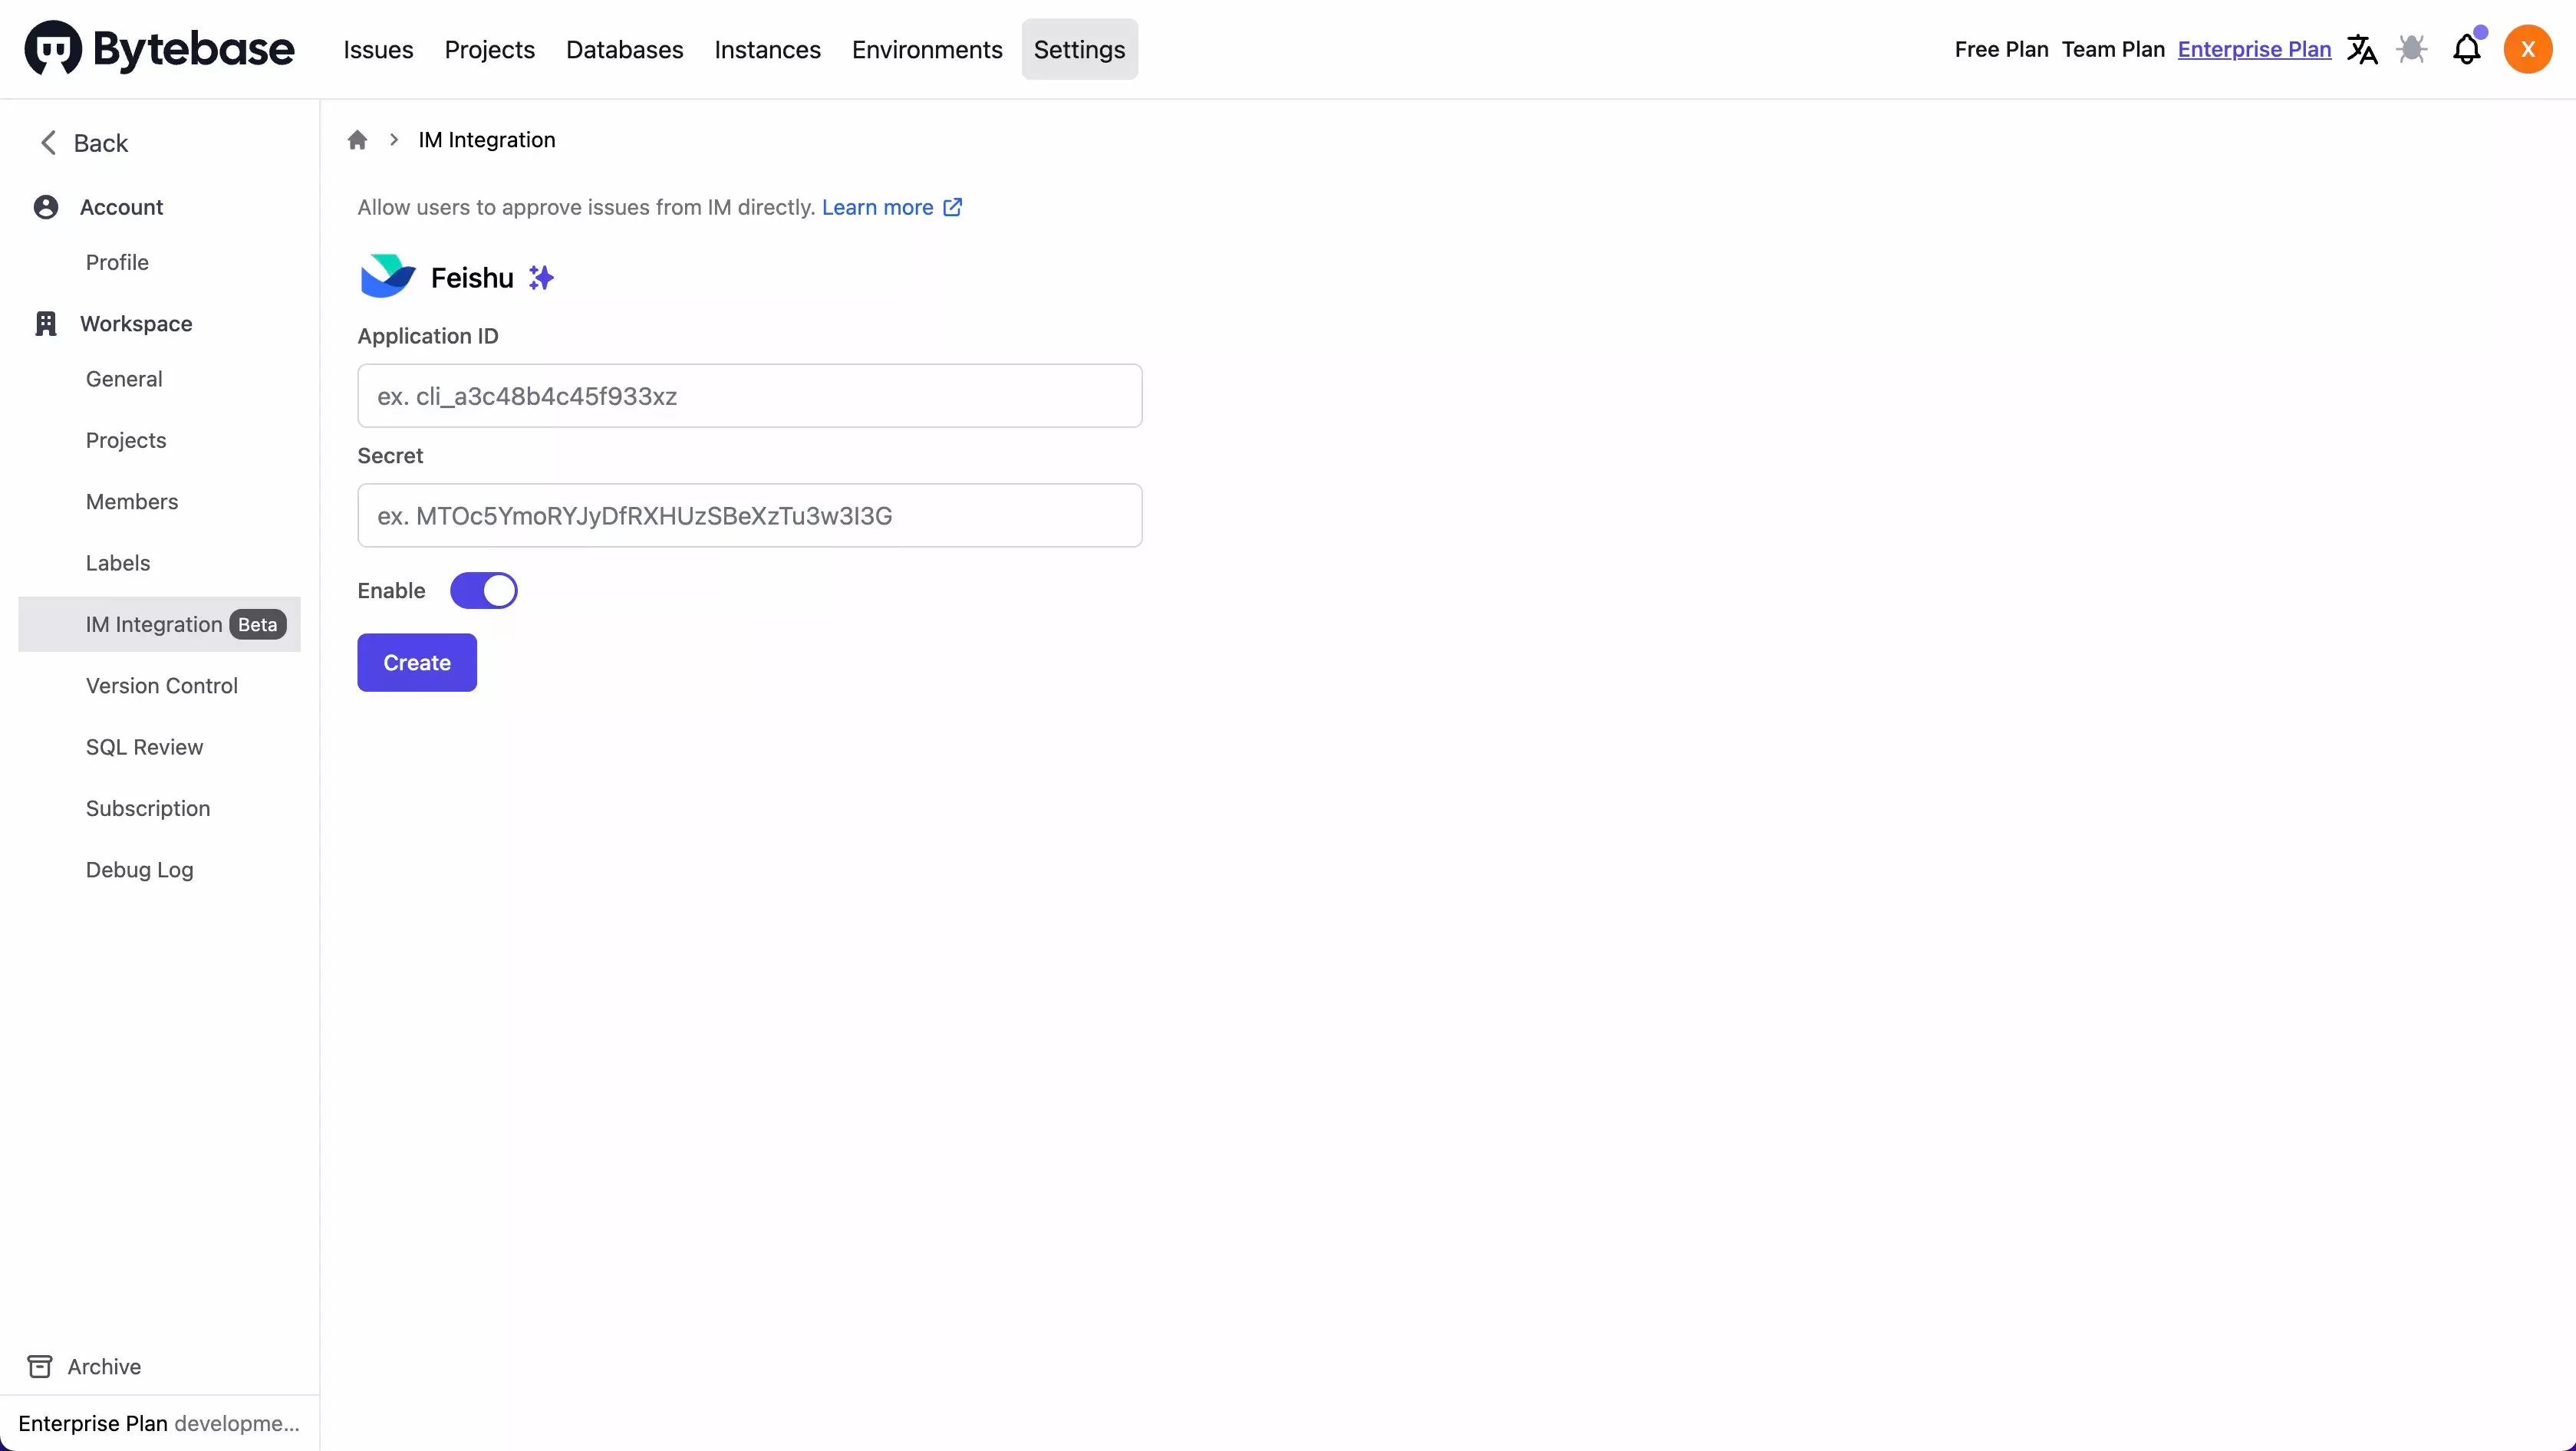 Bytebase Issues Projects Databases Instances Environments Settings Free Plan Team Plan Enterprise Plan X
Back
IM Integration
Account
Profile
Workspace
General
Projects
Members
Labels
IM Integration Beta
Version Control
SQL Review
Subscription
Debug Log
Archive
Enterprise Plan developme...
Allow users to approve issues from IM directly. Learn more
Feishu
Application ID
ex. cli_a3c48b4c45f933xz
Secret
ex. MTOc5YmoRYJyDfRXHUzSBeXzTu3w3I3G
Enable
Create